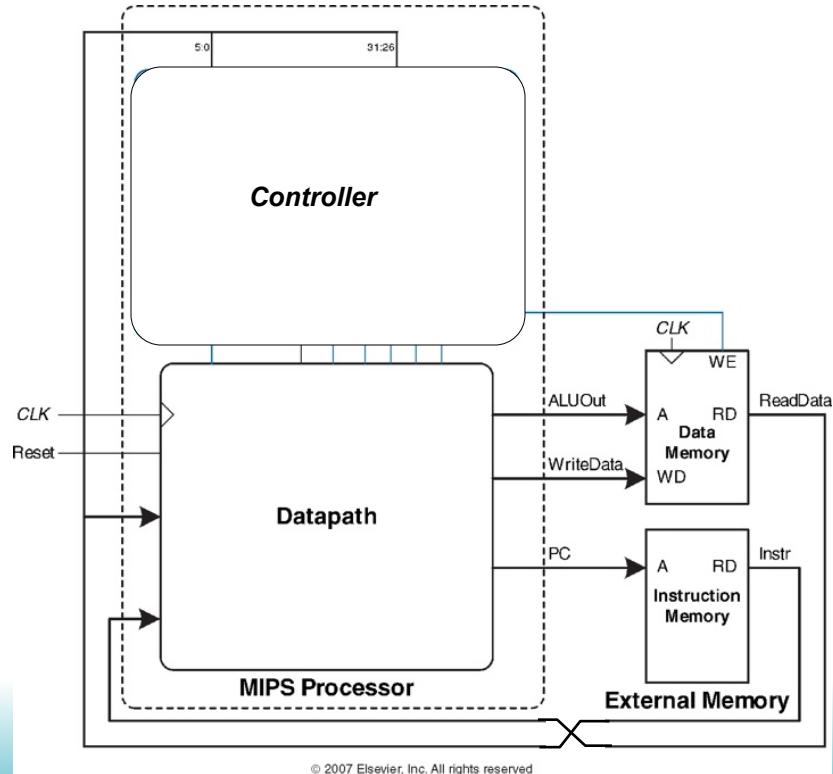 5:0
31:26
Controller
CLK
WE
CLK
ALUOut
A
RD
ReadData
Data
Memory
Reset
WriteData
WD
Datapath
PC
A
RD
Instr
Instruction
Memory
MIPS Processor
External Memory
© 2007 Elsevier, Inc. All rights reserved